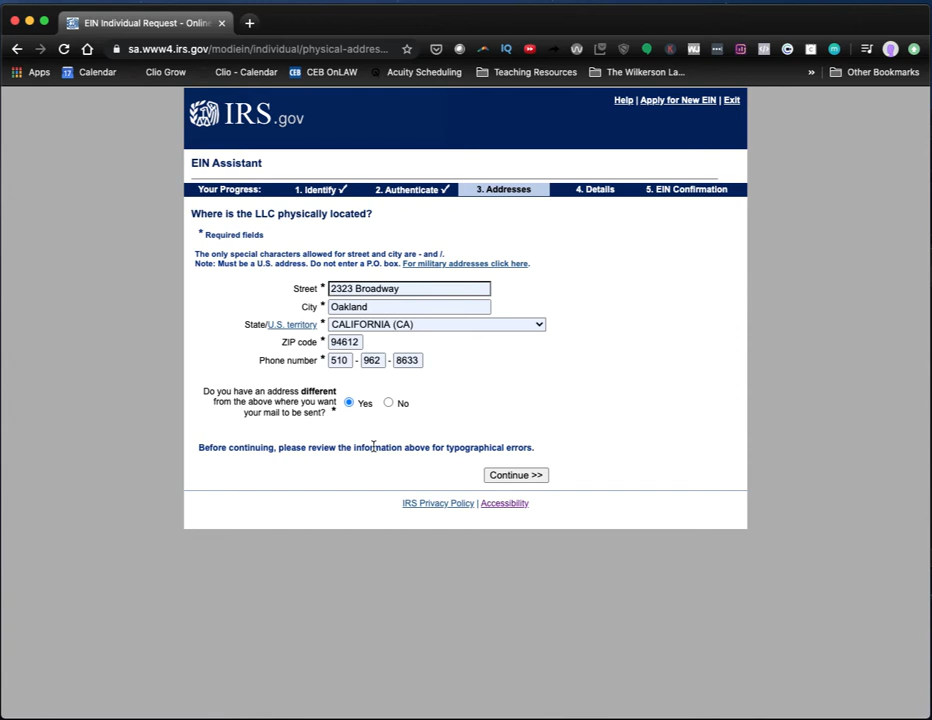 EIN Individual Request - Online
sa.www4.irs.gov/modiein/individual/physical-addres...
Apps
Calendar
Clio Grow
Clio - Calendar
CEB OnLAW
Acuity Scheduling
Teaching Resources
The Wilkerson La...
»
Other Bookmarks
IRS.gov
Help | Apply for New EIN | Exit
EIN Assistant
Your Progress: 1. Identify ✓ 2. Authenticate ✓ 3. Addresses 4. Details 5. EIN Confirmation
Where is the LLC physically located?
* Required fields
The only special characters allowed for street and city are - and /.
Note: Must be a U.S. address. Do not enter a P.O. box. For military addresses click here.
Street * 2323 Broadway
City * Oakland
State/U.S. territory * CALIFORNIA (CA)
ZIP code * 94612
Phone number * 510 - 962 - 8633
Do you have an address different
from the above where you want
your mail to be sent? *
Yes No
Before continuing, please review the information above for typographical errors.
Continue >>
IRS Privacy Policy | Accessibility